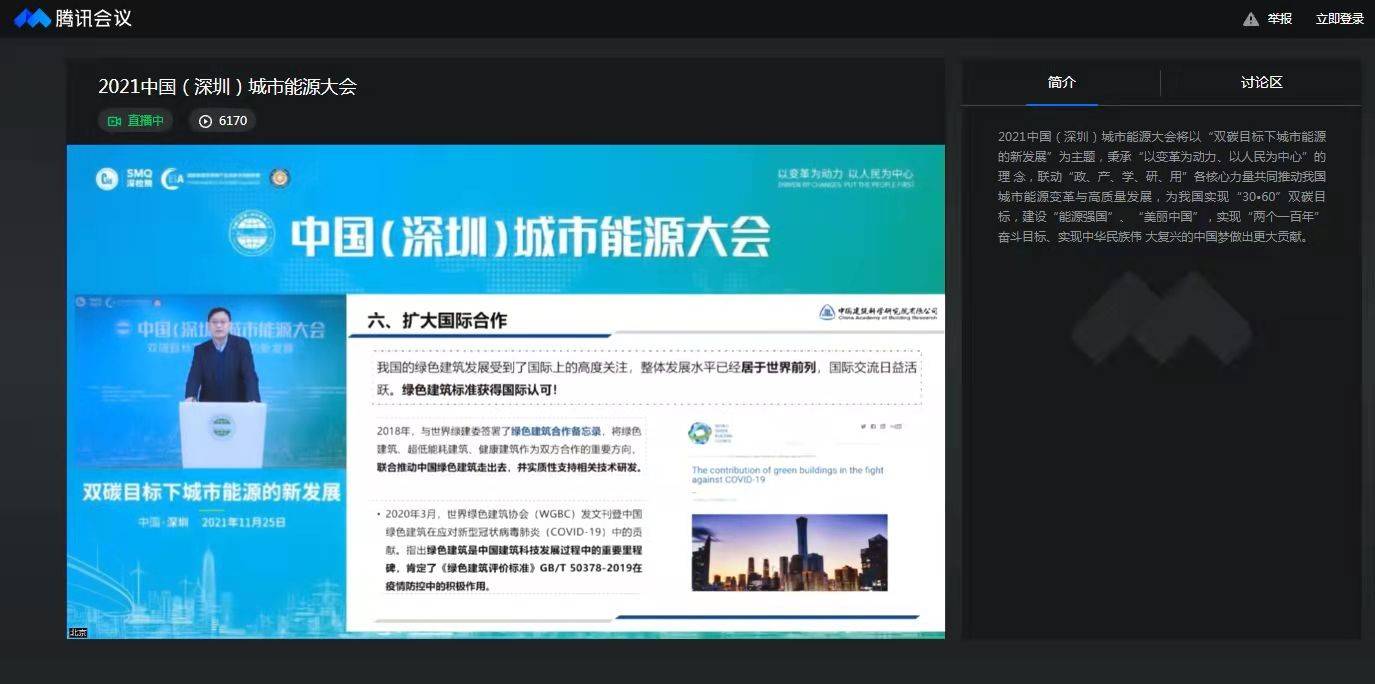 腾讯会议
举报 立即登录
2021中国（深圳）城市能源大会
直播中 6170
简介 讨论区
2021中国（深圳）城市能源大会将以“双碳目标下城市能源
的新发展”为主题，秉承“以变革为动力、以人民为中心”的
理 念，联动“政、产、学、研、用”各核心力量共同推动我国
城市能源变革与高质量发展，为我国实现“30•60”双碳目
标，建设“能源强国”、“美丽中国”，实现“两个一百年”
奋斗目标、实现中华民族伟 大复兴的中国梦做出更大贡献。
SMQ
深检院
以变革为动力 以人民为中心
DRIVEN BY CHANGES, PUT THE PEOPLE FIRST
中国(深圳)城市能源大会
中国(深圳)城市能源大会
双碳目标下城市能源的新发展
中国·深圳 2021年11月25日
北京
六、扩大国际合作
中国建筑科学研究院有限公司
China Academy of Building Research
我国的绿色建筑发展受到了国际上的高度关注，整体发展水平已经居于世界前列，国际交流日益活
跃。绿色建筑标准获得国际认可！
2018年，与世界绿建委签署了绿色建筑合作备忘录，将绿色
建筑、超低能耗建筑、健康建筑作为双方合作的重要方向，
联合推动中国绿色建筑走出去，并实质性支持相关技术研发。
• 2020年3月，世界绿色建筑协会（WGBC）发文刊登中国
绿色建筑在应对新型冠状病毒肺炎（COVID-19）中的贡
献。指出绿色建筑是中国建筑科技发展过程中的重要里程
碑，肯定了《绿色建筑评价标准》GB/T 50378-2019在
疫情防控中的积极作用。
WORLD
GREEN
BUILDING
COUNCIL
The contribution of green buildings in the fight
against COVID-19